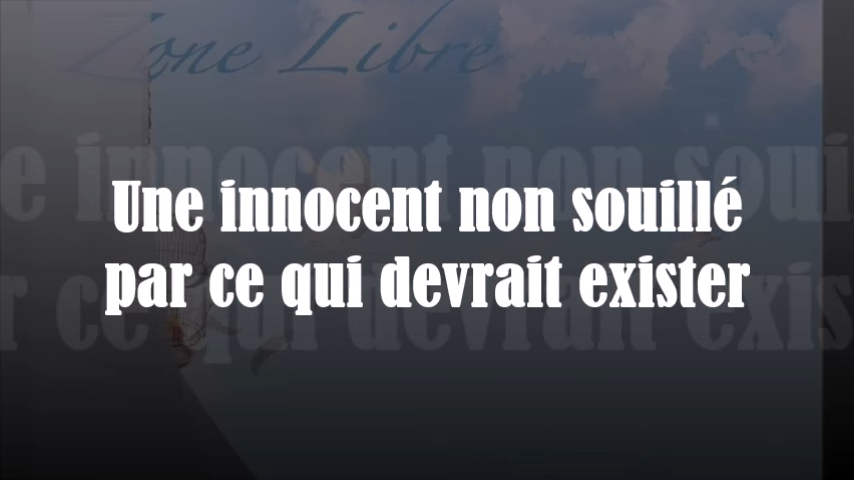 Zone Libre
Une innocent non souillé
par ce qui devrait exister